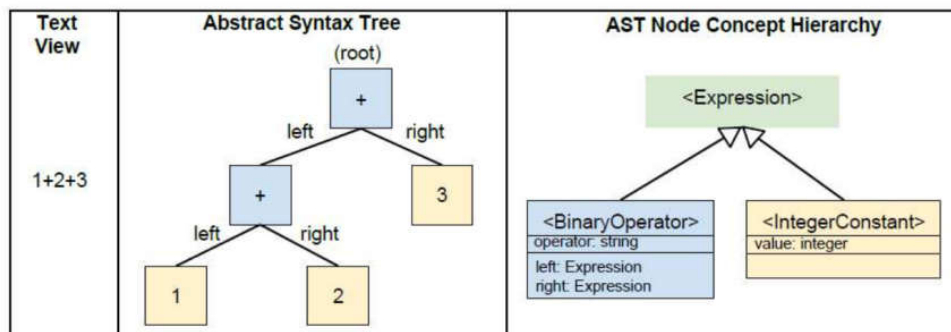 Text
View
1+2+3
Abstract Syntax Tree
(root)
+
left
right
+
3
left
right
1
2
AST Node Concept Hierarchy
<Expression>
<BinaryOperator>
operator: string
left: Expression
right: Expression
<IntegerConstant>
value: integer